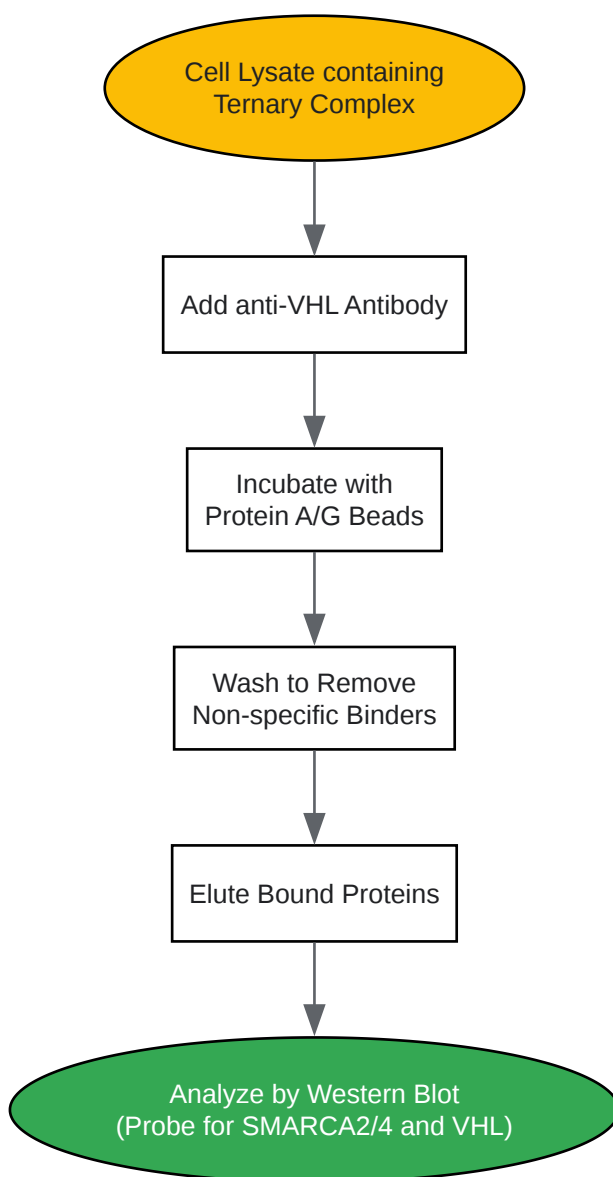 Cell Lysate containing
Ternary Complex
Add anti-VHL Antibody
Incubate with
Protein A/G Beads
Wash to Remove
Non-specific Binders
Elute Bound Proteins
Analyze by Western Blot
(Probe for SMARCA2/4 and VHL)